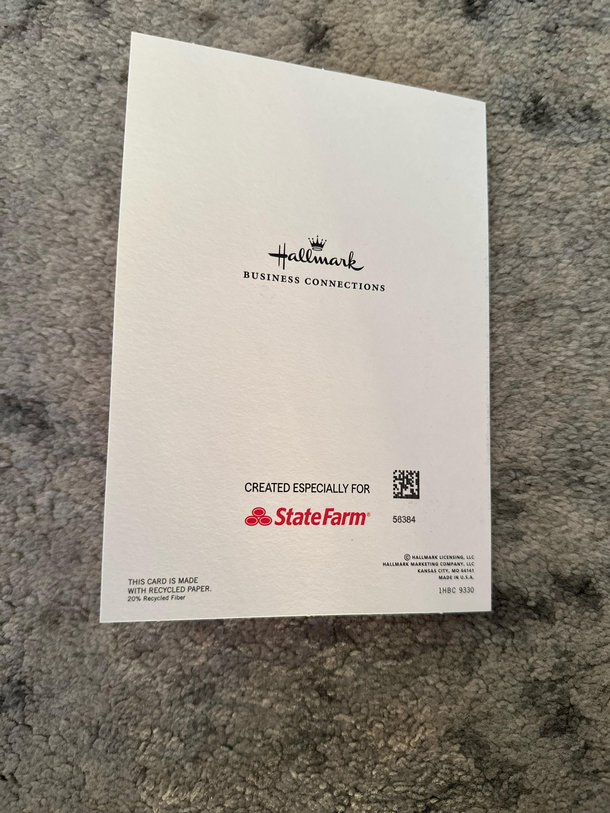 Hallmark
BUSINESS CONNECTIONS
CREATED ESPECIALLY FOR
StateFarm®
56384
© HALLMARK LICENSING, LLC
HALLMARK MARKETING COMPANY, LLC
KANSAS CITY, MO 64141
MADE IN U.S.A.
1HBC 9330
THIS CARD IS MADE
WITH RECYCLED PAPER.
20% Recycled Fiber